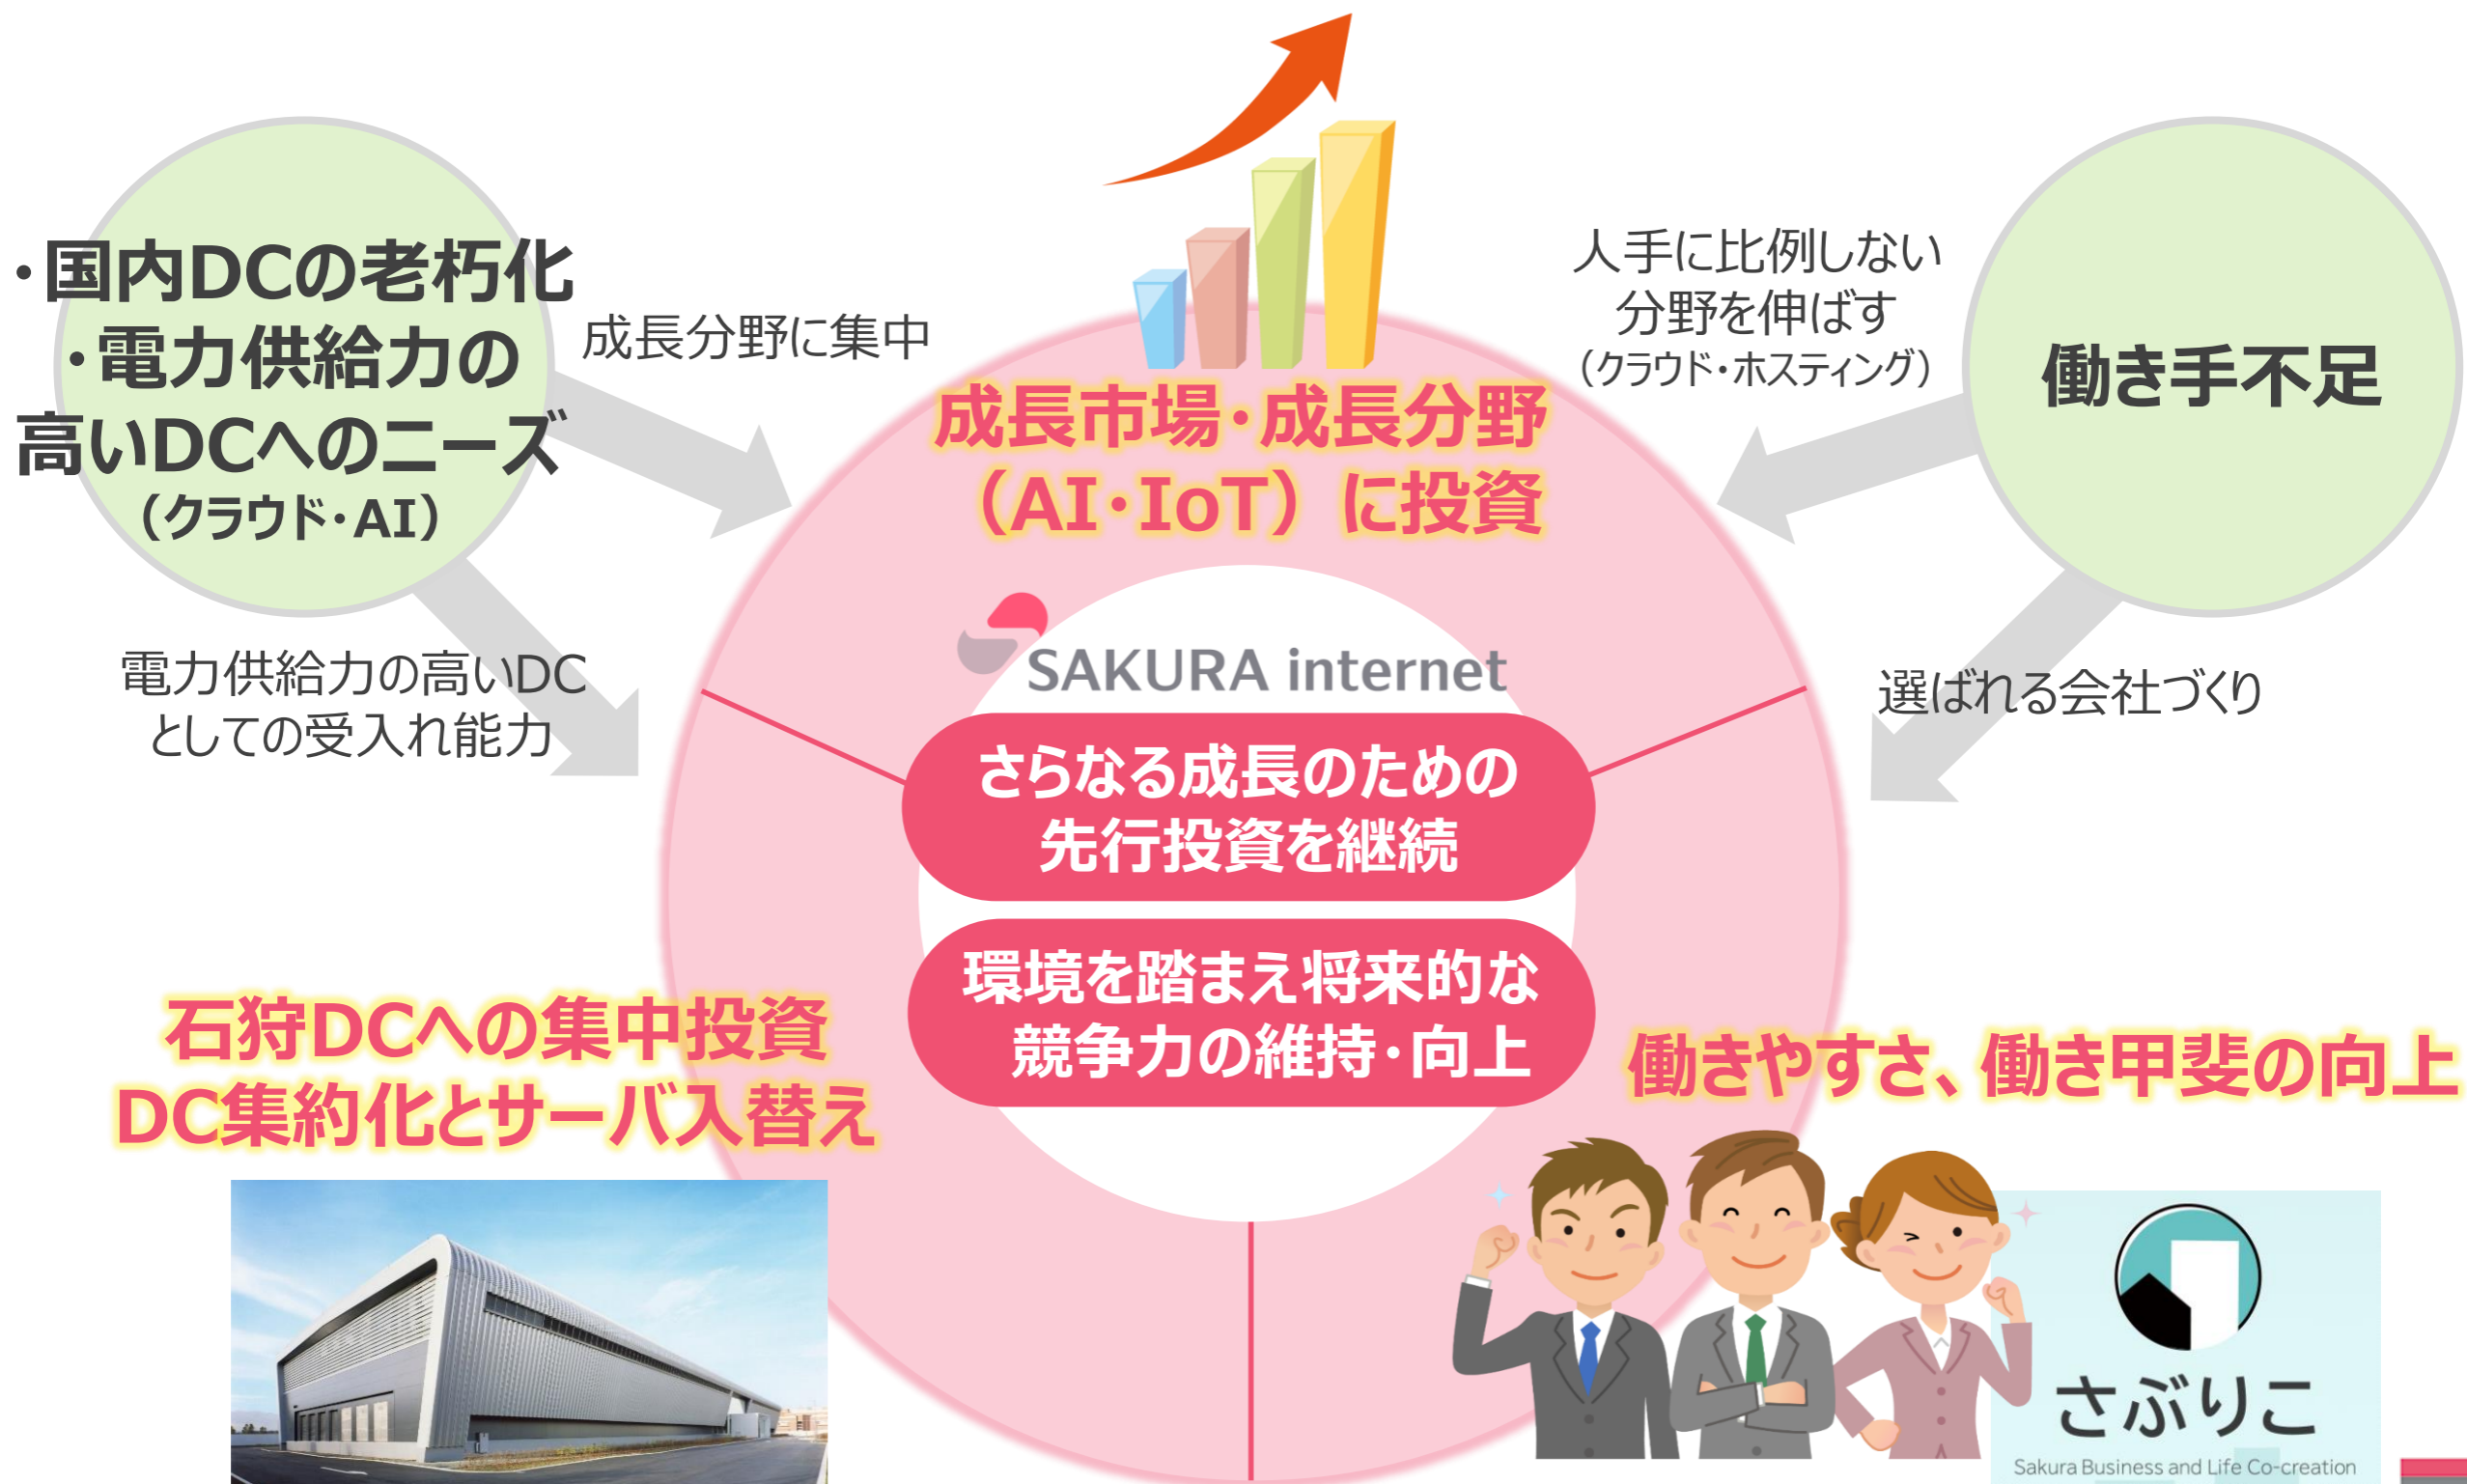 ・国内DCの老朽化
・電力供給力の
高いDCへのニーズ
（クラウド・AI）
成長分野に集中
電力供給力の高いDC
としての受入れ能力
人手に比例しない
分野を伸ばす
（クラウド・ホスティング）
働き手不足
選ばれる会社づくり
成長市場・成長分野
（AI・IoT）に投資
SAKURA internet
さらなる成長のための
先行投資を継続
環境を踏まえ将来的な
競争力の維持・向上
石狩DCへの集中投資
DC集約化とサーバ入替え
働きやすさ、働き甲斐の向上
さぶりこ
Sakura Business and Life Co-creation